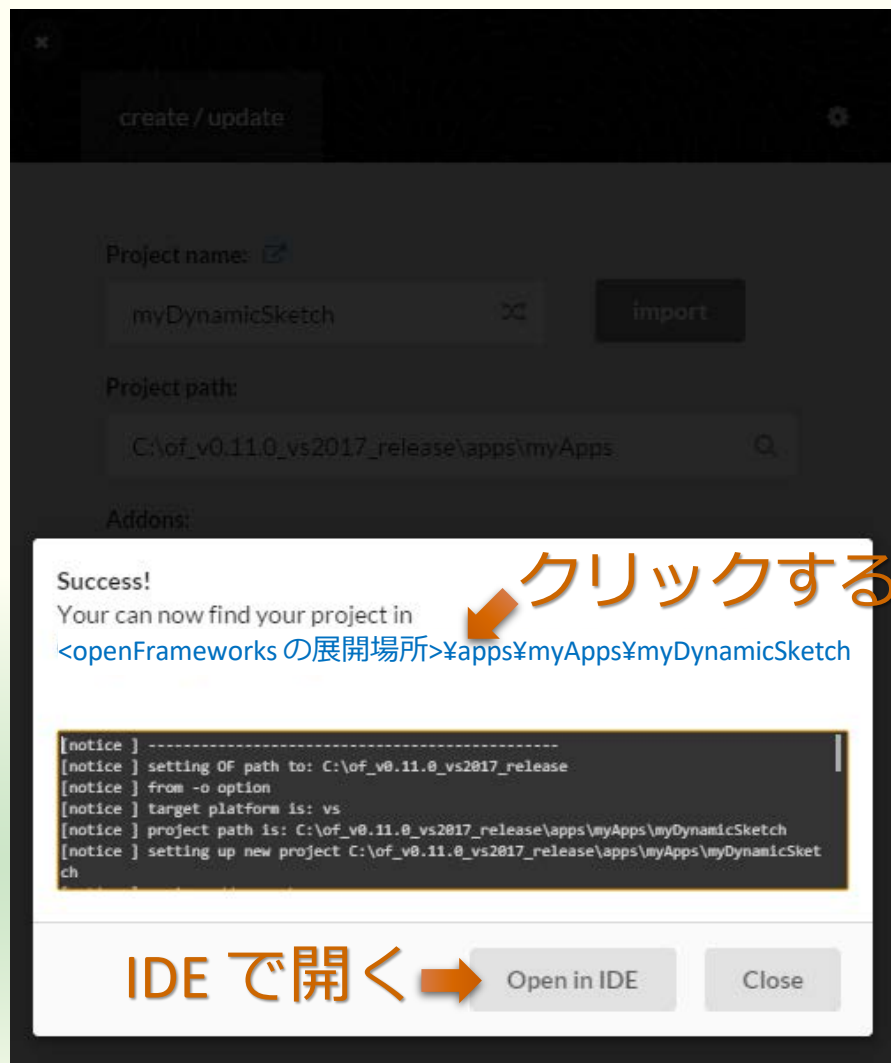 create / update
Project name:
myDynamicSketch
import
Project path:
C:\of_v0.11.0_vs2017_release\apps\myApps
Addons:
クリックする
Success!
Your can now find your project in
<openFrameworks の展開場所>¥apps¥myApps¥myDynamicSketch
[notice ] -----------------------------------------------
[notice ] setting OF path to: C:\of_v0.11.0_vs2017_release
[notice ] from -o option
[notice ] target platform is: vs
[notice ] project path is: C:\of_v0.11.0_vs2017_release\apps\myApps\myDynamicSketch
[notice ] setting up new project C:\of_v0.11.0_vs2017_release\apps\myApps\myDynamicSket
ch
IDE で開く
Open in IDE
Close